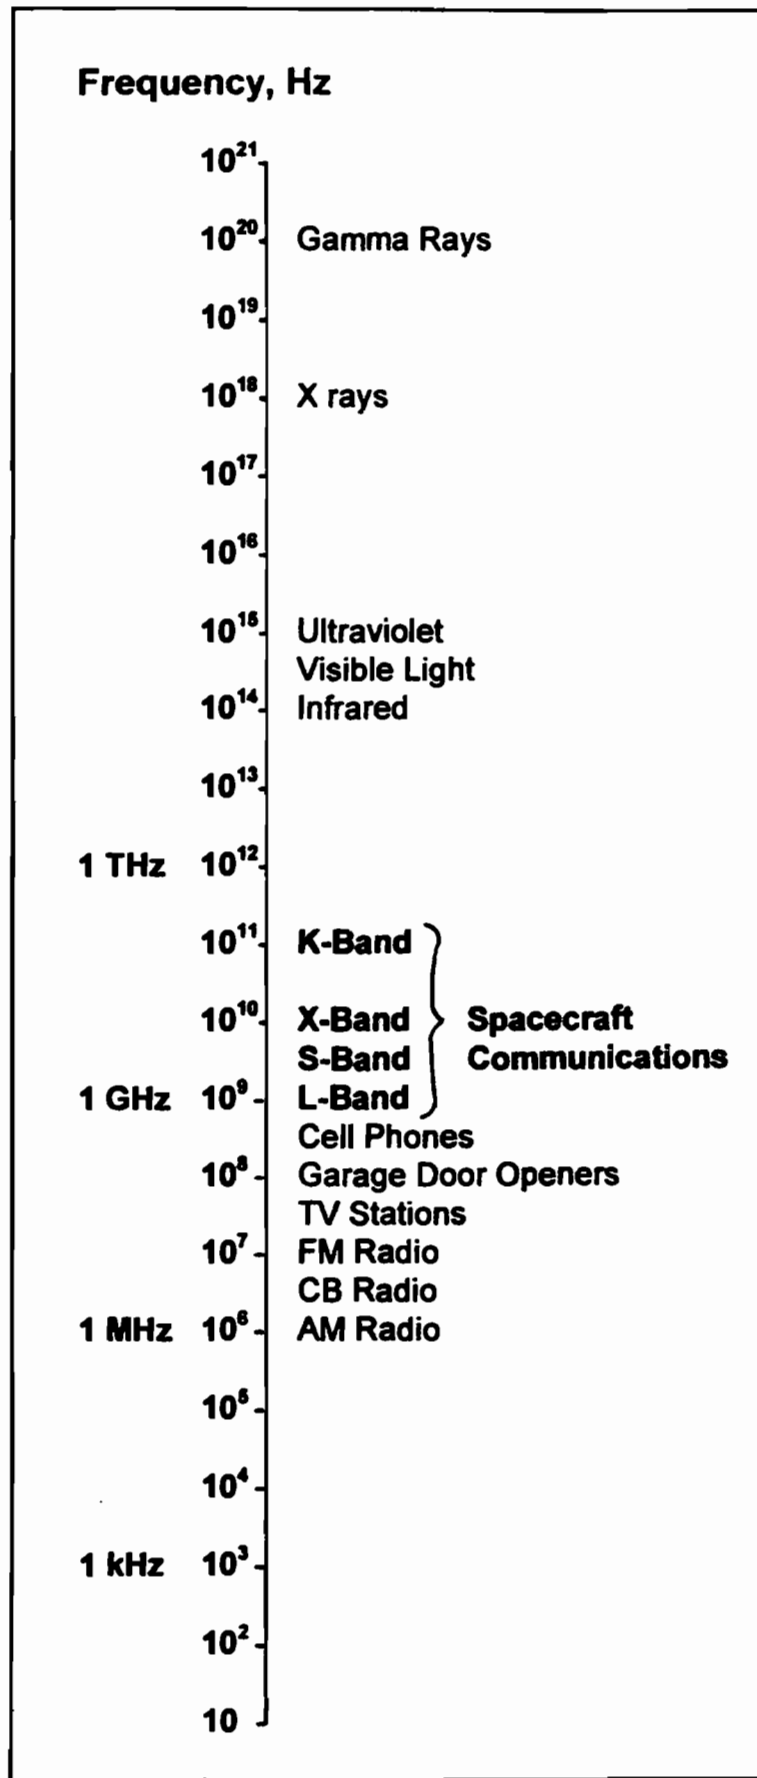 Frequency, Hz
10²¹
10²⁰ Gamma Rays
10¹⁹
10¹⁸ X rays
10¹⁷
10¹⁶
10¹⁵ Ultraviolet
Visible Light
10¹⁴ Infrared
10¹³
1 THz 10¹² 
10¹¹ K-Band
10¹⁰ X-Band Spacecraft
S-Band Communications
1 GHz 10⁹ L-Band
Cell Phones
10⁸ Garage Door Openers
TV Stations
10⁷ FM Radio
CB Radio
1 MHz 10⁶ AM Radio
10⁵
10⁴
1 kHz 10³
10²
10